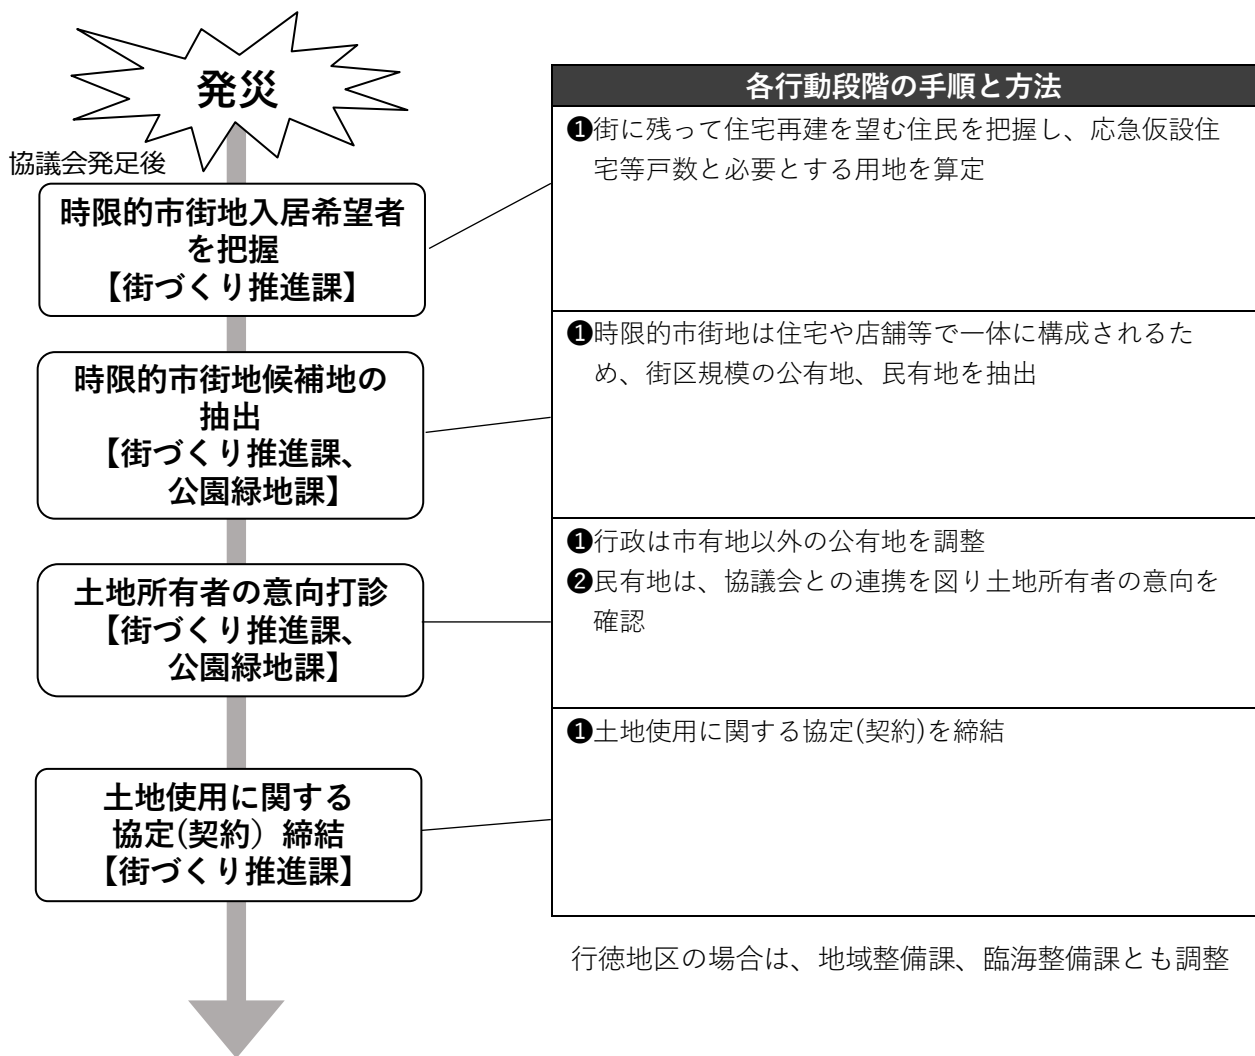 発災
協議会発足後
時限的市街地入居希望者
を把握
【街づくり推進課】
時限的市街地候補地の
抽出
【街づくり推進課、
公園緑地課】
土地所有者の意向打診
【街づくり推進課、
公園緑地課】
土地使用に関する
協定(契約）締結
【街づくり推進課】
各行動段階の手順と方法
❶街に残って住宅再建を望む住民を把握し、応急仮設住
宅等戸数と必要とする用地を算定
❶時限的市街地は住宅や店舗等で一体に構成されるた
め、街区規模の公有地、民有地を抽出
❶行政は市有地以外の公有地を調整
❷民有地は、協議会との連携を図り土地所有者の意向を
確認
❶土地使用に関する協定(契約)を締結
行徳地区の場合は、地域整備課、臨海整備課とも調整